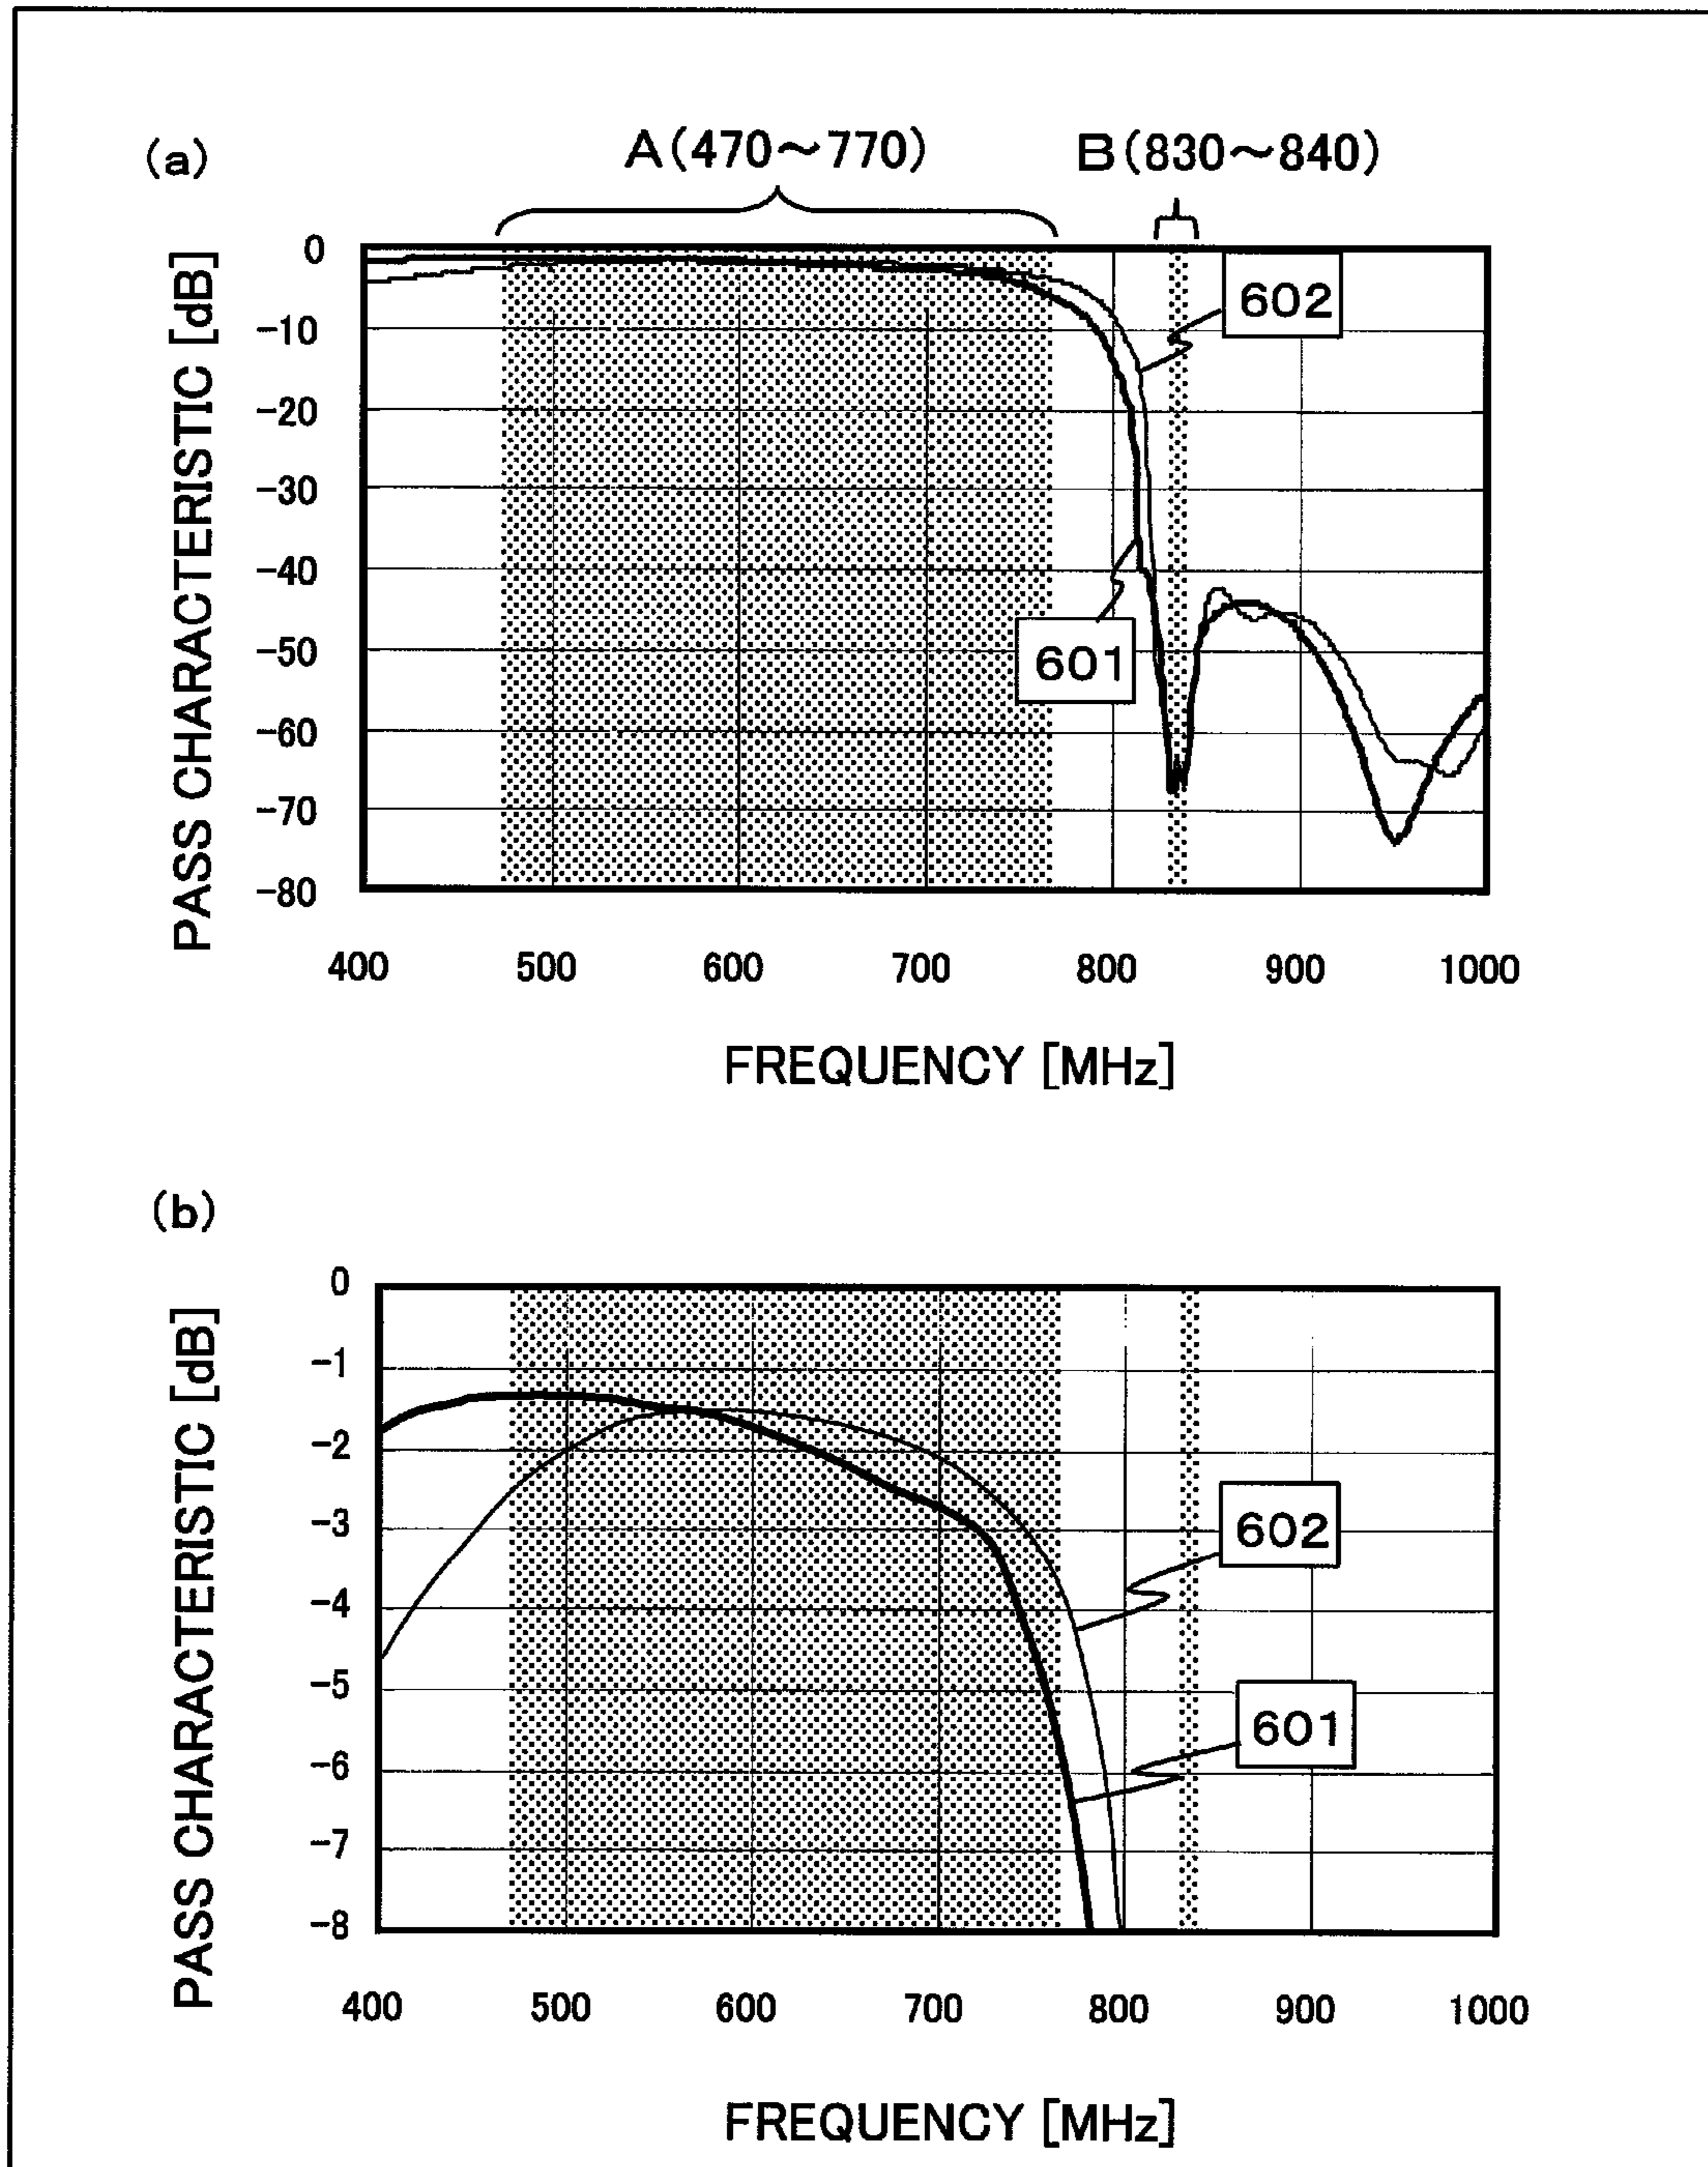 (a)
A(470～770) B(830～840)
PASS CHARACTERISTIC [dB]
0
-10
-20
-30
-40
-50
-60
-70
-80
602
601
400 500 600 700 800 900 1000
FREQUENCY [MHz]
(b)
PASS CHARACTERISTIC [dB]
0
-1
-2
-3
-4
-5
-6
-7
-8
602
601
400 500 600 700 800 900 1000
FREQUENCY [MHz]